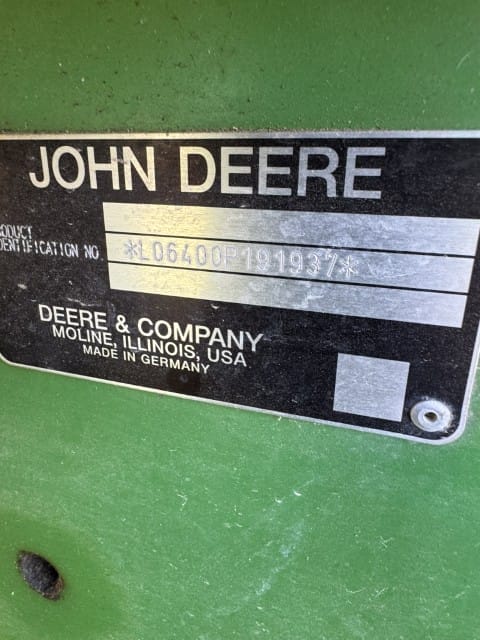 JOHN DEERE
PRODUCT
IDENTIFICATION NO.
*L06400P191937*
DEERE & COMPANY
MOLINE, ILLINOIS, USA
MADE IN GERMANY